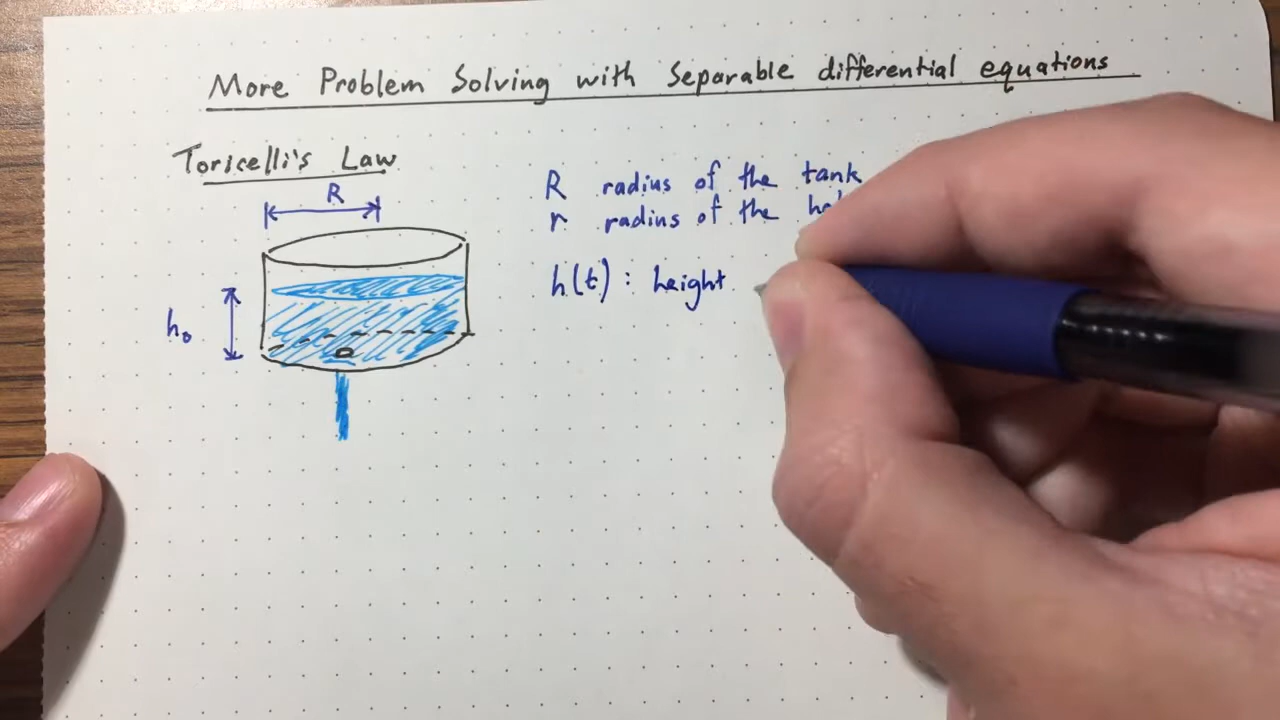 More Problem Solving with Separable differential equations
Toricelli's Law
R
R radius of the tank
r radius of the
h(t) : height
h₀